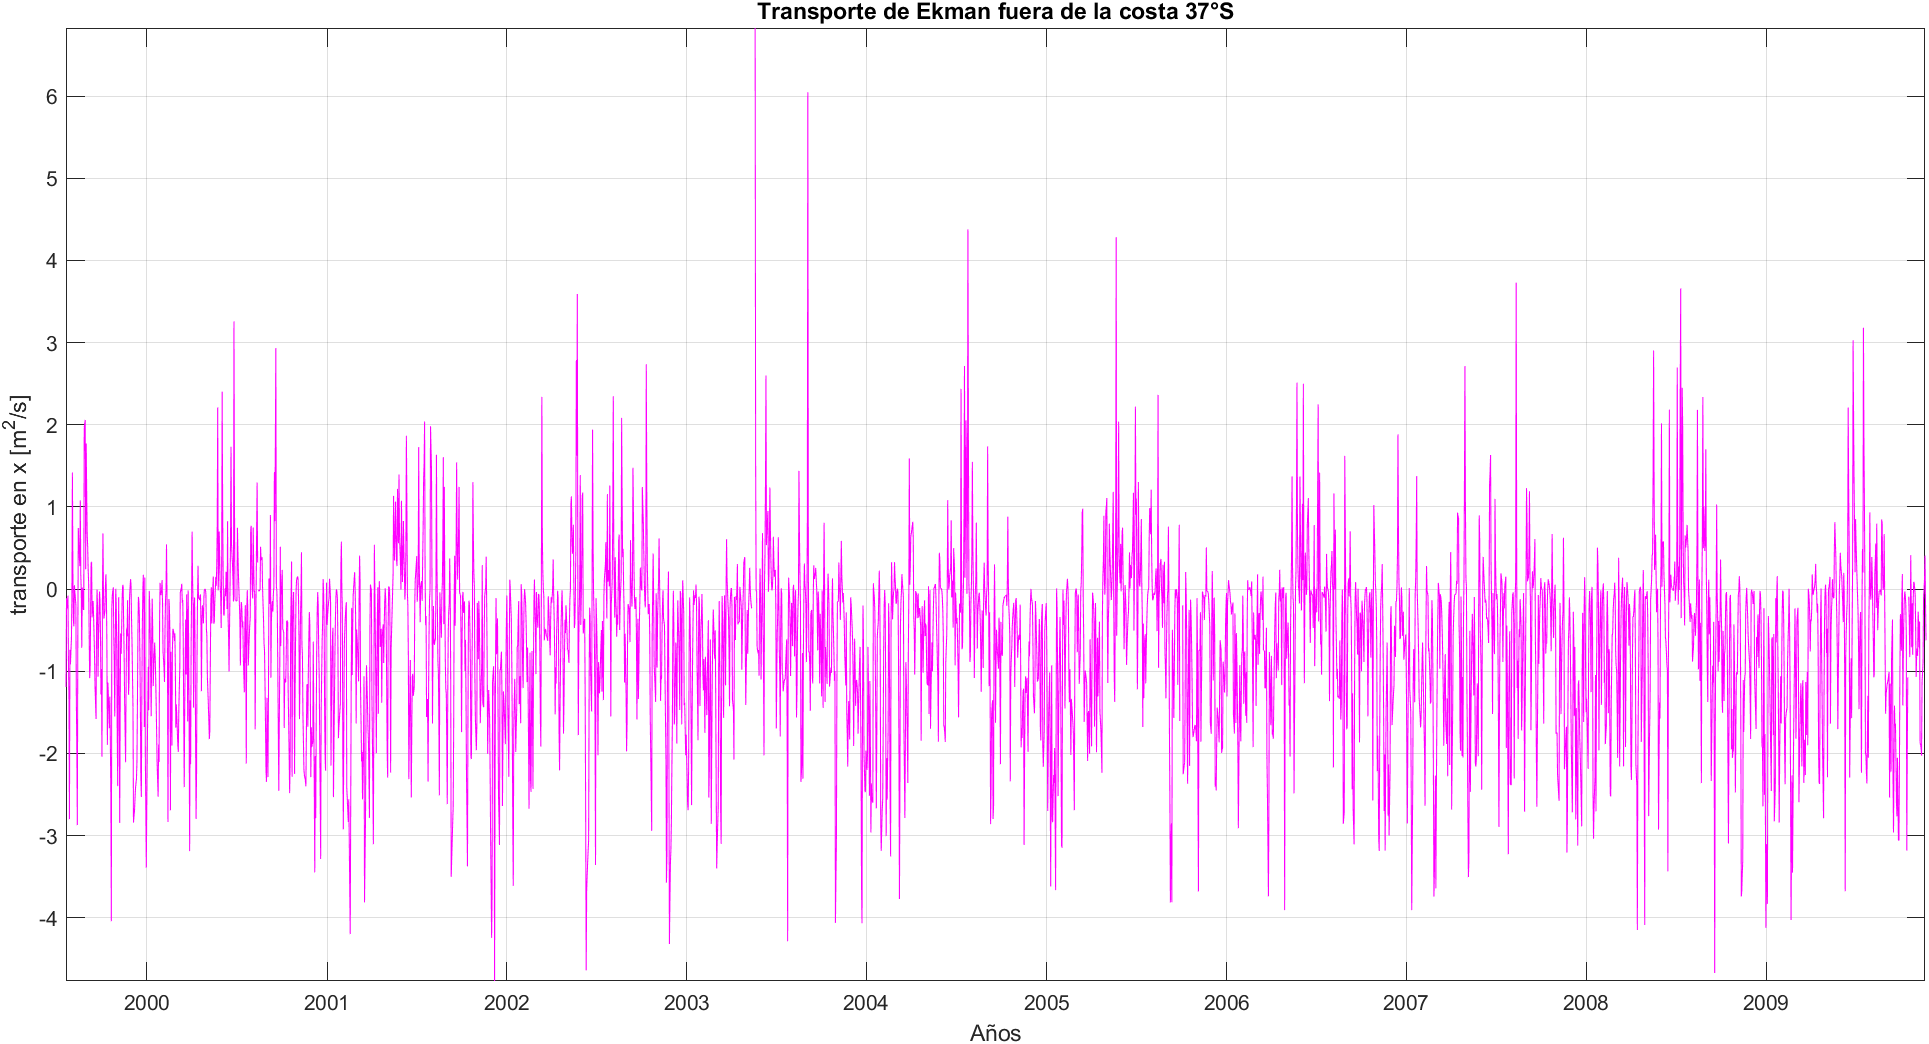 Transporte de Ekman fuera de la costa 37°S
transporte en x [m²/s]
6
5
4
3
2
1
0
-1
-2
-3
-4
2000 2001 2002 2003 2004 2005 2006 2007 2008 2009
Años